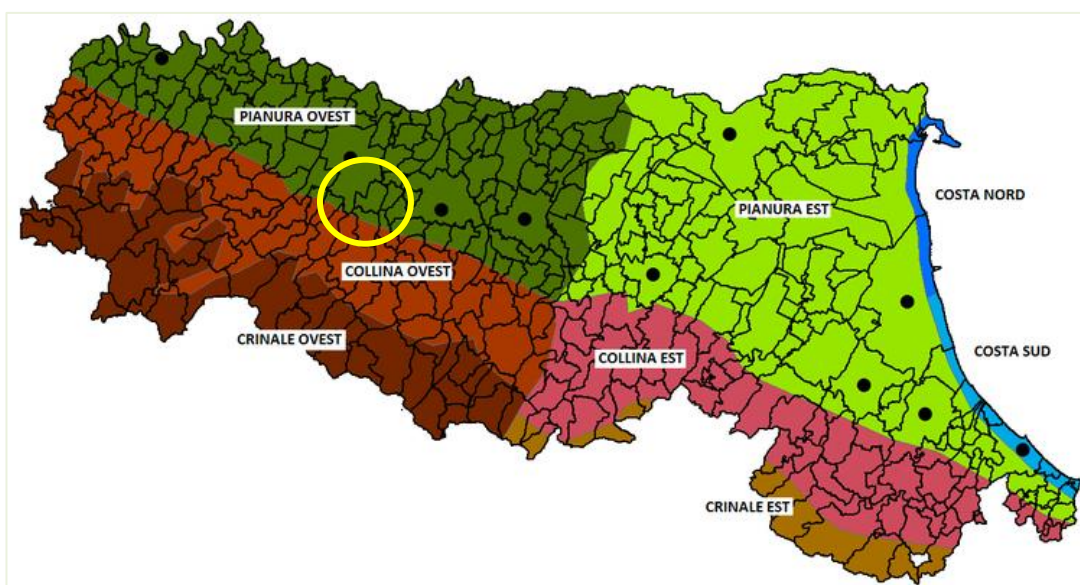 PIANURA OVEST
COSTA NORD
PIANURA EST
COLLINA OVEST
CRINALE OVEST
COLLINA EST
COSTA SUD
CRINALE EST